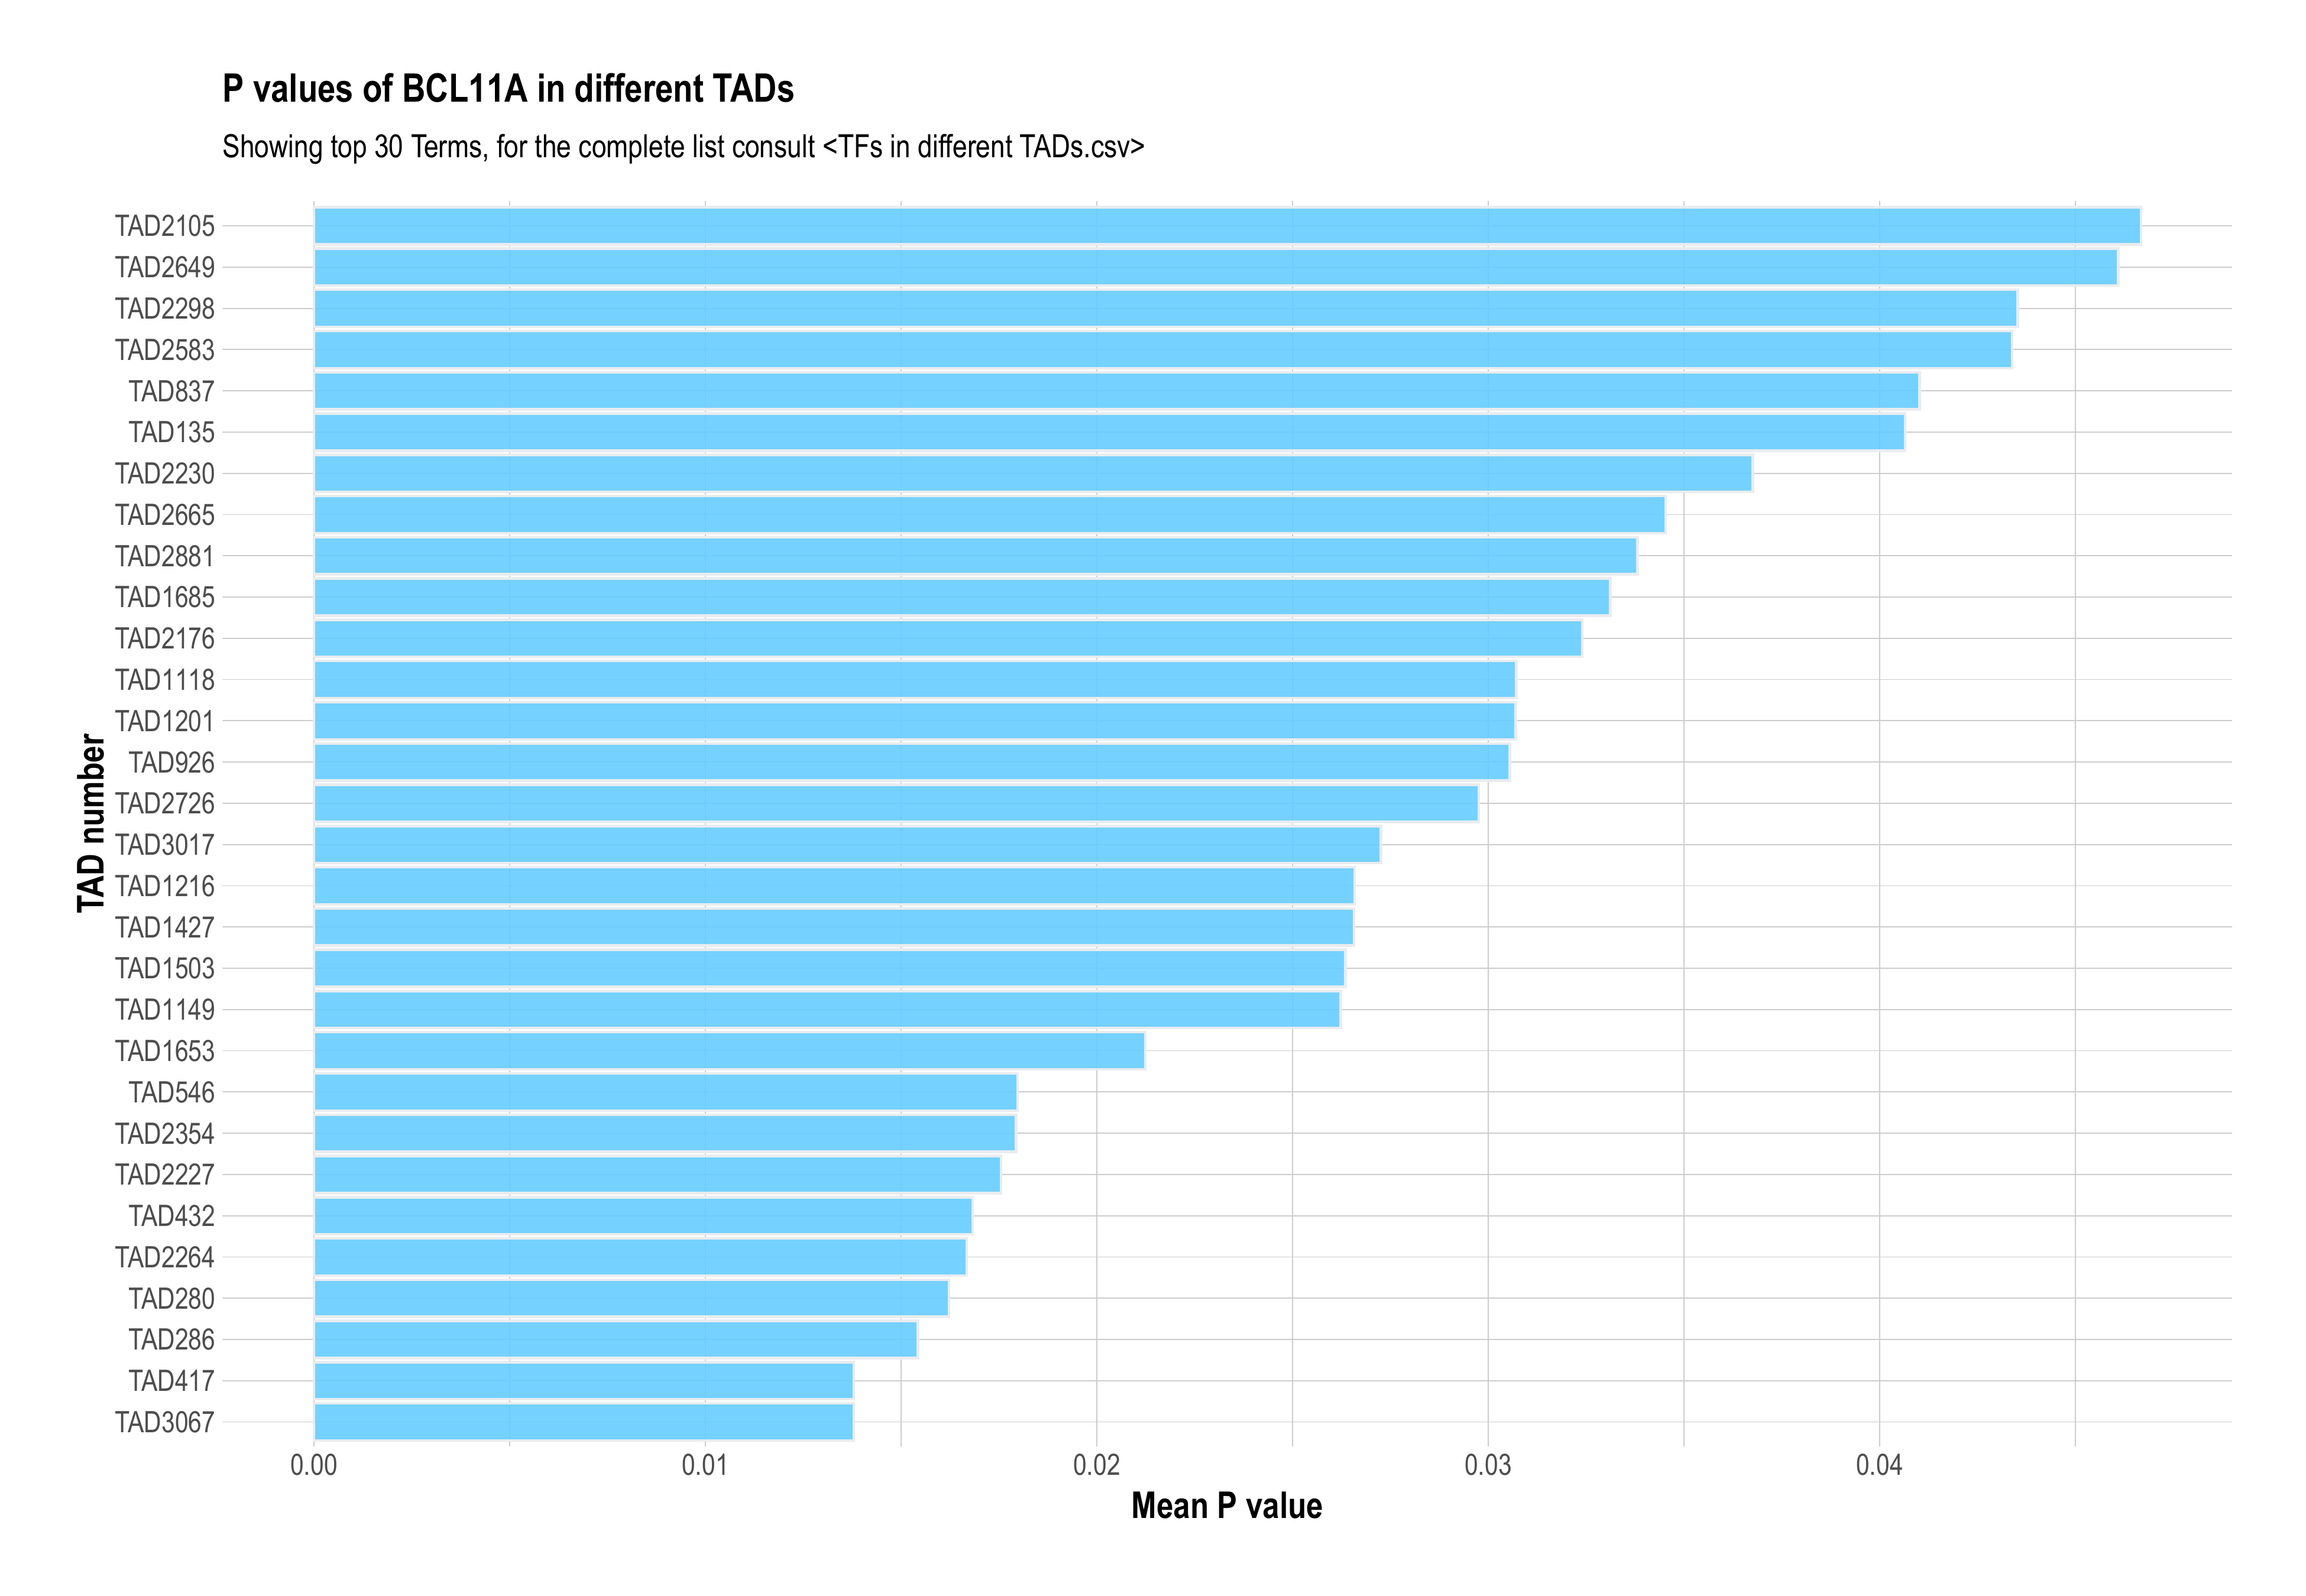 P values of BCL11A in different TADs
Showing top 30 Terms, for the complete list consult <TFs in different TADs.csv>
TAD number
TAD2105
TAD2649
TAD2298
TAD2583
TAD837
TAD135
TAD2230
TAD2665
TAD2881
TAD1685
TAD2176
TAD1118
TAD1201
TAD926
TAD2726
TAD3017
TAD1216
TAD1427
TAD1503
TAD1149
TAD1653
TAD546
TAD2354
TAD2227
TAD432
TAD2264
TAD280
TAD286
TAD417
TAD3067
0.00 0.01 0.02 0.03 0.04
Mean P value